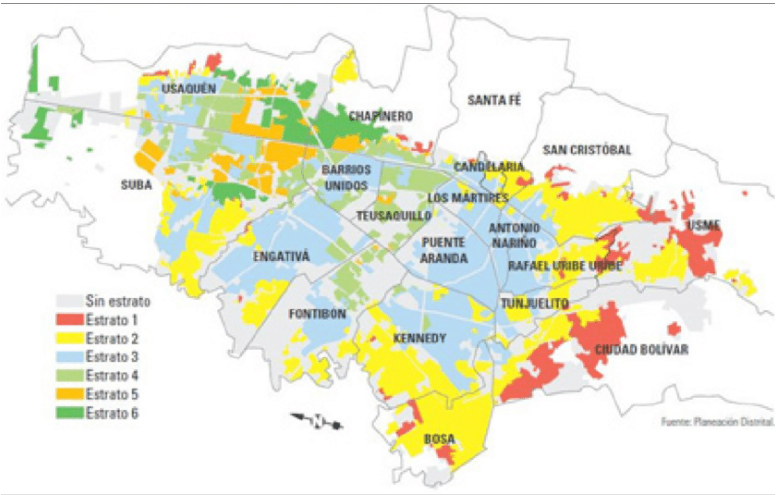 USAQUÉN
SANTA FÉ
CHAPINERO
SAN CRISTÓBAL
BARRIOS
UNIDOS
CANDELARIA
SUBA
LOS MÁRTIRES
TEUSAQUILLO
USME
ANTONIO
NARIÑO
PUENTE
ARANDA
ENGATIVÁ
RAFAEL URIBE URIBE
Sin estrato
Estrato 1
Estrato 2
Estrato 3
Estrato 4
Estrato 5
Estrato 6
TUNJUELITO
FONTIBON
KENNEDY
CIUDAD BOLÍVAR
N
BOSA
Fuente: Planeación Distrital.